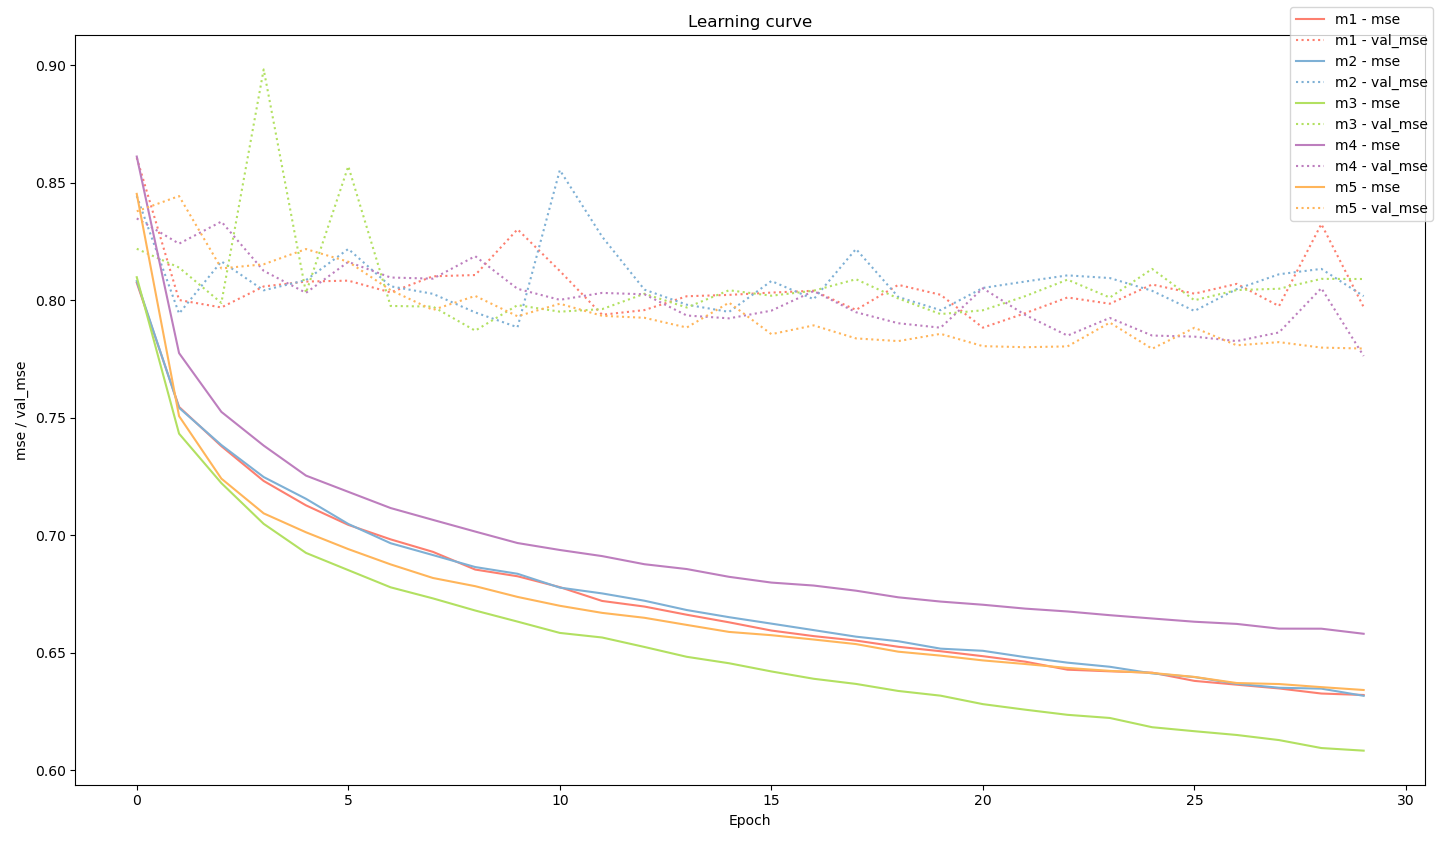 Learning curve
m1 - mse
m1 - val_mse
m2 - mse
m2 - val_mse
m3 - mse
m3 - val_mse
m4 - mse
m4 - val_mse
m5 - mse
m5 - val_mse
0.90
0.85
0.80
0.75
0.70
0.65
0.60
mse / val_mse
0 5 10 15 20 25 30
Epoch